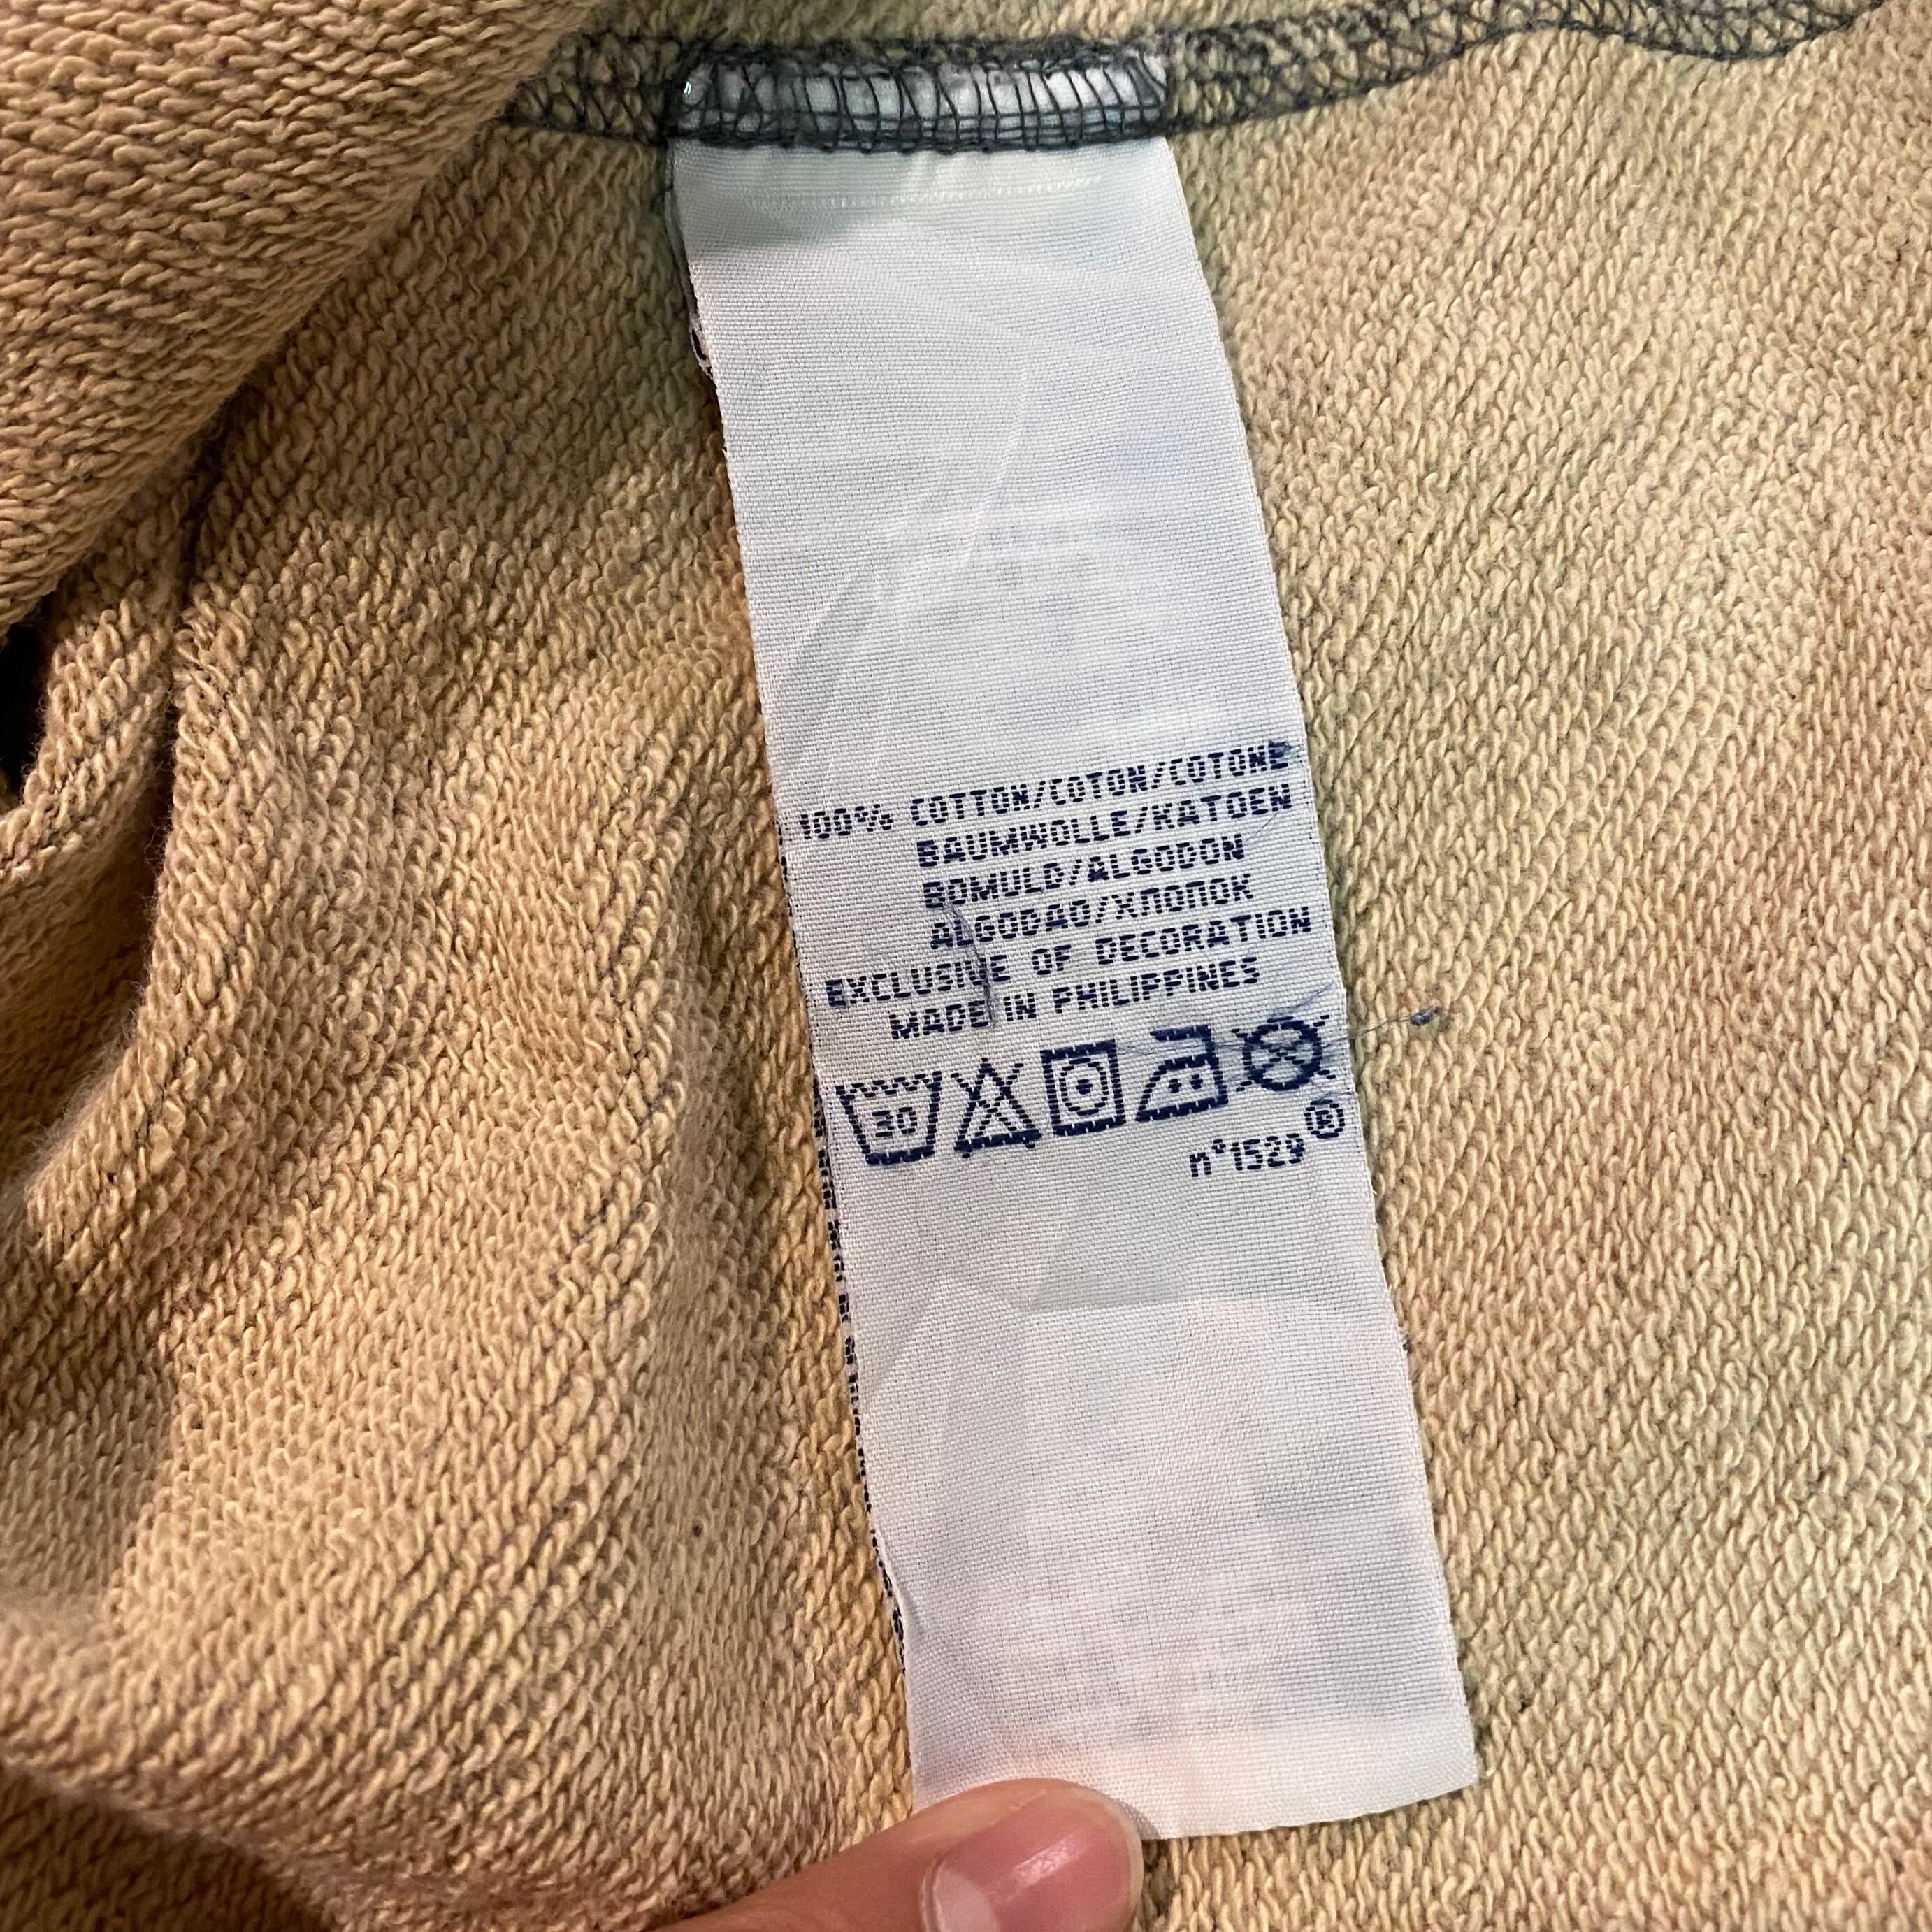 100% COTTON/COTON/COTONE
BAUMWOLLE/KATOEN
BOMULD/ALGODON
ALGODAO/ХЛОПОК
EXCLUSIVE OF DECORATION
MADE IN PHILIPPINES
30
®
n°1529